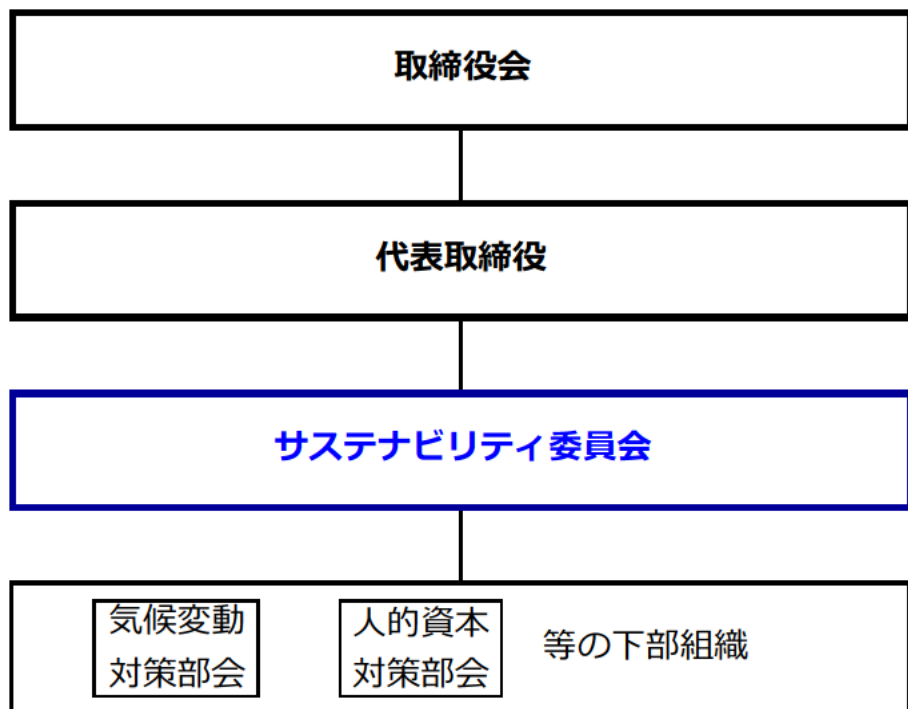 取締役会
代表取締役
サステナビリティ委員会
気候変動
対策部会
人的資本
対策部会
等の下部組織